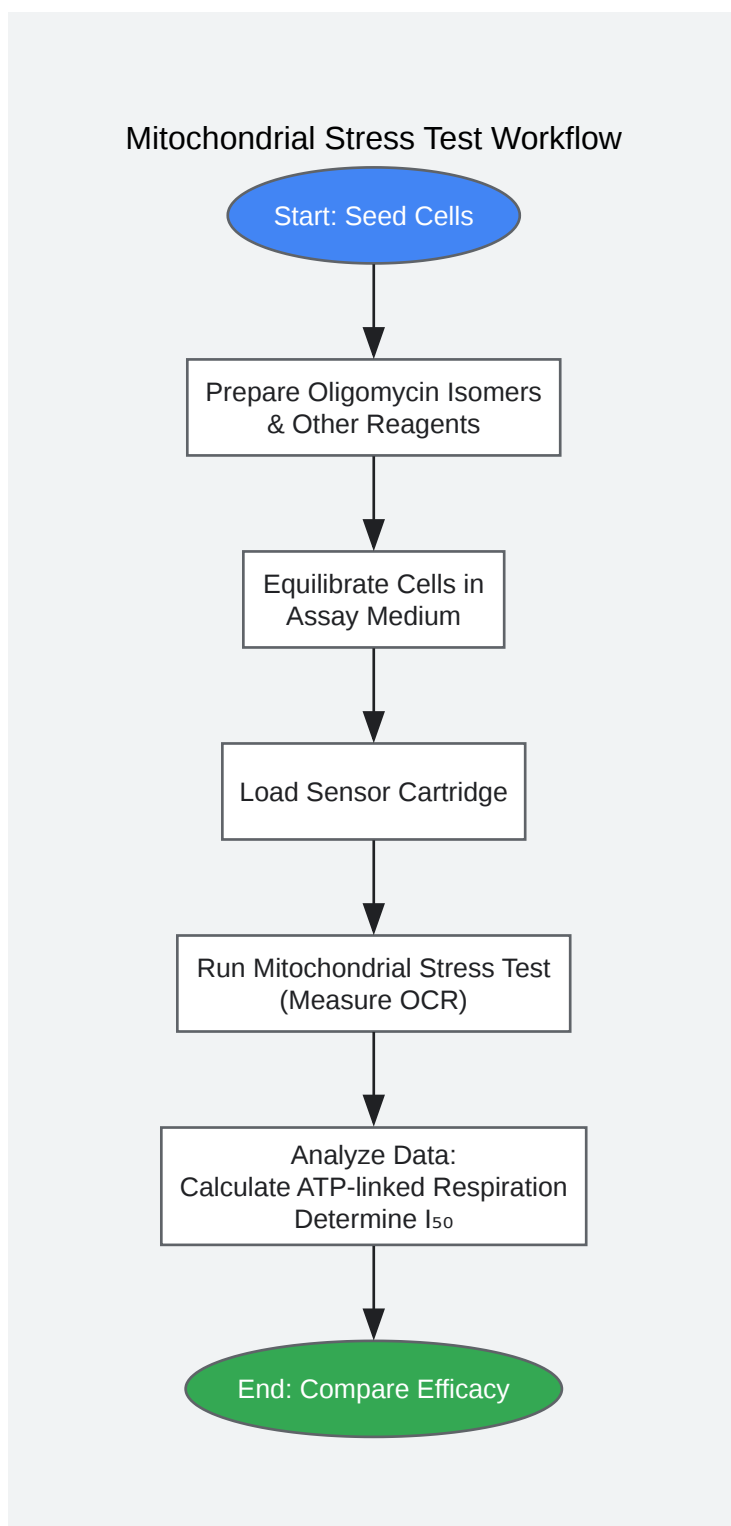 Mitochondrial Stress Test Workflow
Start: Seed Cells
Prepare Oligomycin Isomers
& Other Reagents
Equilibrate Cells in
Assay Medium
Load Sensor Cartridge
Run Mitochondrial Stress Test
(Measure OCR)
Analyze Data:
Calculate ATP-linked Respiration
Determine I₅₀
End: Compare Efficacy